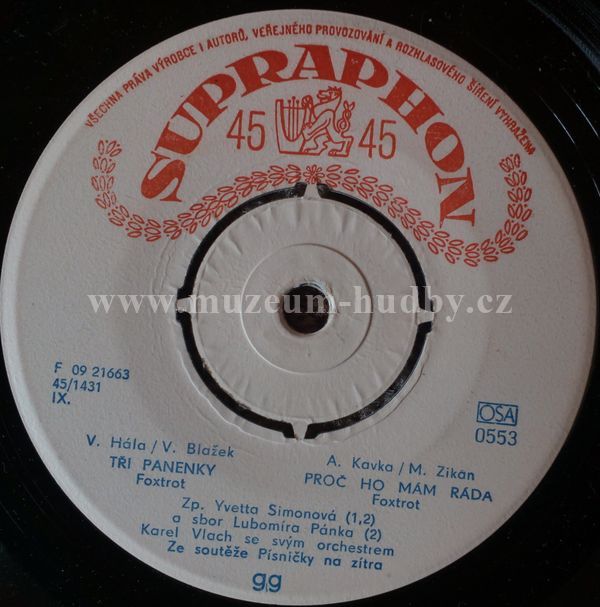 VŠECHNA PRÁVA VÝROBCE I AUTORŮ, VEŘEJNÉHO PROVOZOVÁNÍ A ROZHLASOVÉHO ŠÍŘENÍ VYHRAŽENA
SUPRAPHON
45 45
www.muzeum-hudby.cz
F 09 21663
45/1431
IX.
OSA
0553
V. Hála/V. Blažek
TŘI PANENKY
Foxtrot
A. Kavka/M. Zikán
PROČ HO MÁM RÁDA
Foxtrot
Zp. Yvetta Simonová (1,2)
a sbor Lubomíra Pánka (2)
Karel Vlach se svým orchestrem
Ze soutěže Písničky na zítra
gg